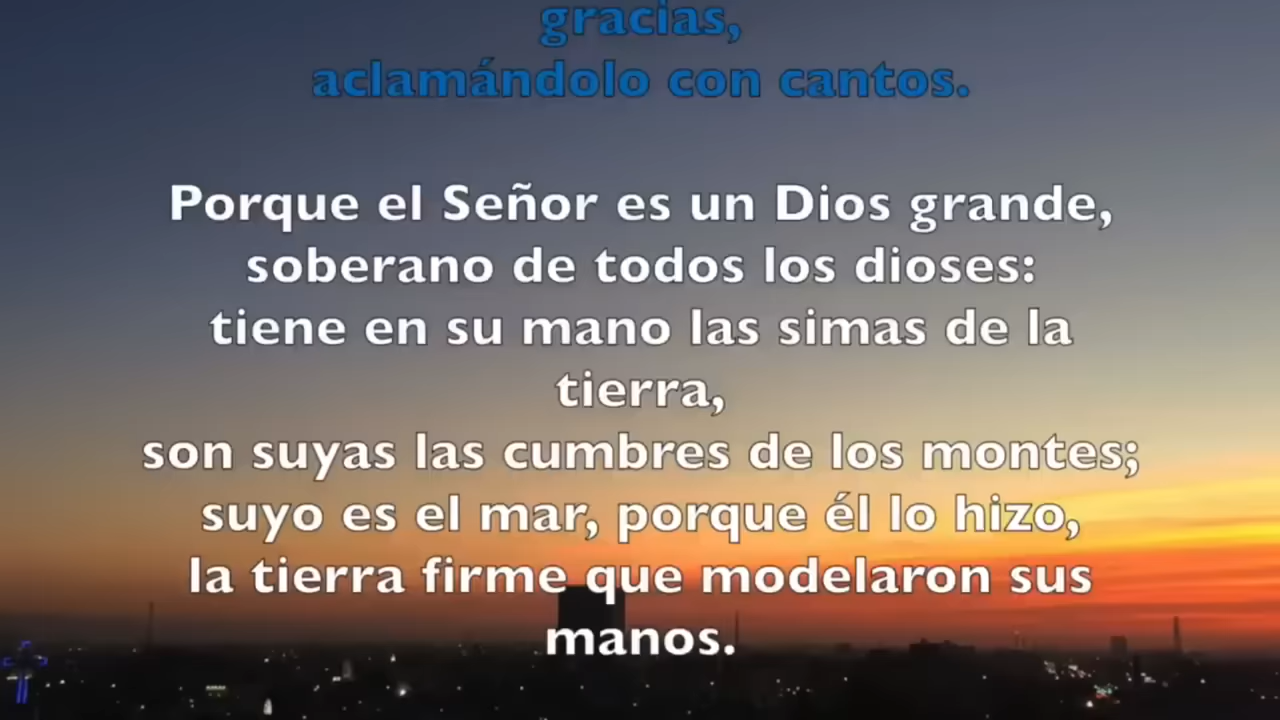 gracias,
aclamándolo con cantos.
Porque el Señor es un Dios grande,
soberano de todos los dioses:
tiene en su mano las simas de la
tierra,
son suyas las cumbres de los montes;
suyo es el mar, porque él lo hizo,
la tierra firme que modelaron sus
manos.